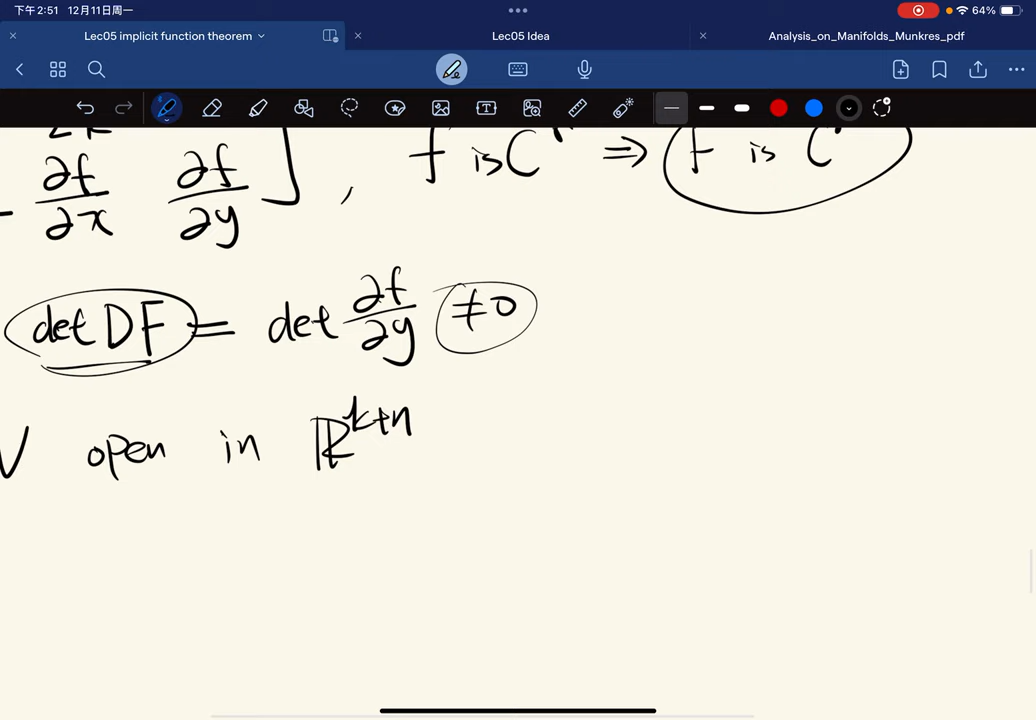 下午2:51 12月11日周一
64%
Lec05 implicit function theorem
Lec05 Idea
Analysis_on_Manifolds_Munkres_pdf
∂f/∂x ∂f/∂y ] , f is C^r ⇒ F is C^r
det DF = det ∂f/∂y ≠0
V open in ℝ^{k+n}